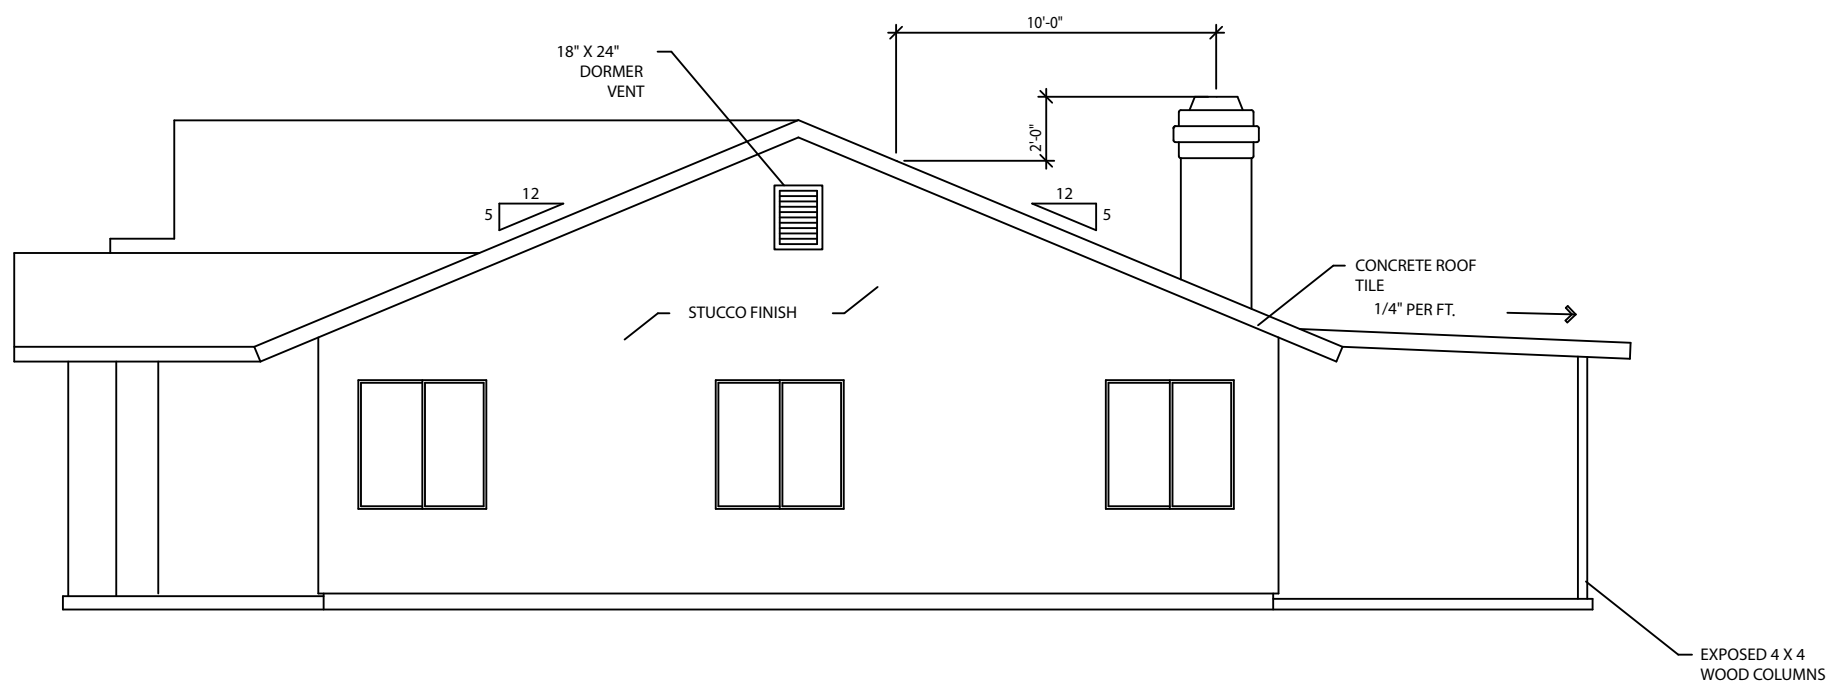 10'-0"
18" X 24"
DORMER
VENT
2'-0"
12
5
12
5
CONCRETE ROOF
TILE
1/4" PER FT.
STUCCO FINISH
EXPOSED 4 X 4
WOOD COLUMNS